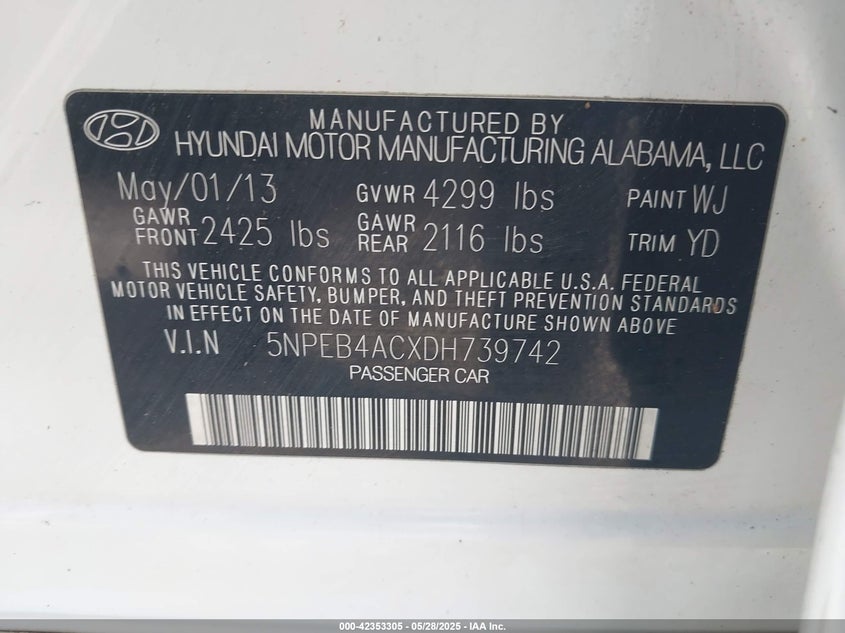 MANUFACTURED BY
HYUNDAI MOTOR MANUFACTURING ALABAMA, LLC
May/01/13 GVWR 4299 lbs PAINT WJ
GAWR FRONT 2425 lbs GAWR REAR 2116 lbs TRIM YD
THIS VEHICLE CONFORMS TO ALL APPLICABLE U.S.A. FEDERAL
MOTOR VEHICLE SAFETY, BUMPER, AND THEFT PREVENTION STANDARDS
IN EFFECT ON THE DATE OF MANUFACTURE SHOWN ABOVE
V.I.N 5NPEB4ACXDH739742
PASSENGER CAR
000-42353305 | 05/28/2025 | IAA Inc.